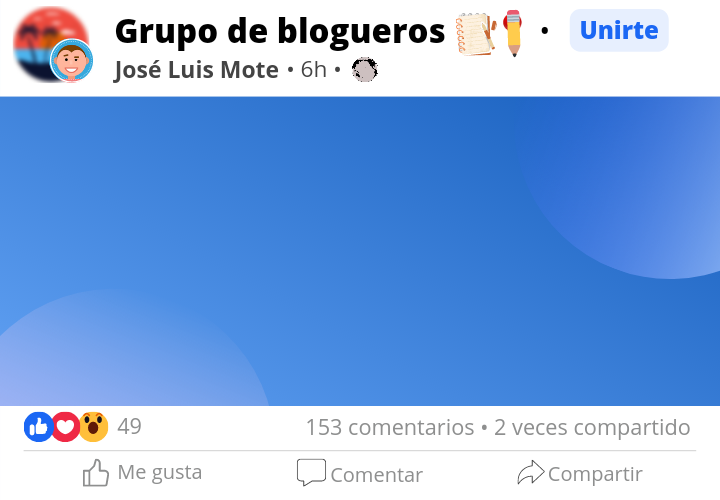 Grupo de blogueros • Unirte
José Luis Mote • 6h •
49 153 comentarios • 2 veces compartido
Me gusta Comentar Compartir